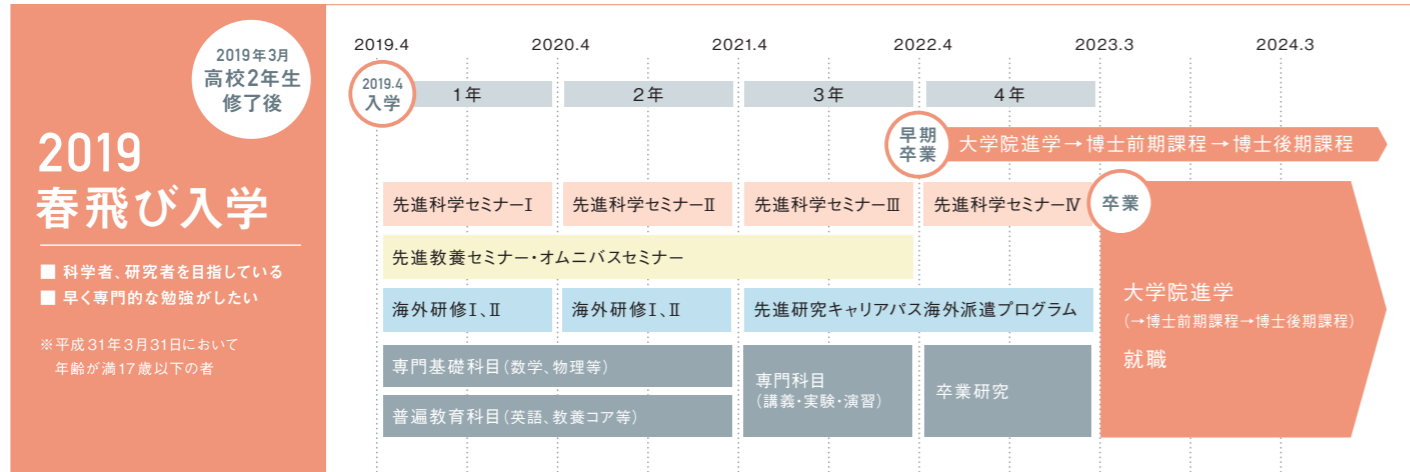 2019年3月
高校2年生
修了後
2019
春飛び入学
■ 科学者、研究者を目指している
■ 早く専門的な勉強がしたい
※平成31年3月31日において
年齢が満17歳以下の者
2019.4 2020.4 2021.4 2022.4 2023.3 2024.3
2019.4
入学
1年 2年 3年 4年
早期
卒業
大学院進学→博士前期課程→博士後期課程
先進科学セミナーⅠ 先進科学セミナーⅡ 先進科学セミナーⅢ 先進科学セミナーⅣ 卒業
先進教養セミナー・オムニバスセミナー
海外研修Ⅰ、Ⅱ 海外研修Ⅰ、Ⅱ 先進研究キャリアパス海外派遣プログラム
大学院進学
(→博士前期課程→博士後期課程)
就職
専門基礎科目(数学、物理等)
普遍教育科目(英語、教養コア等)
専門科目
(講義・実験・演習)
卒業研究